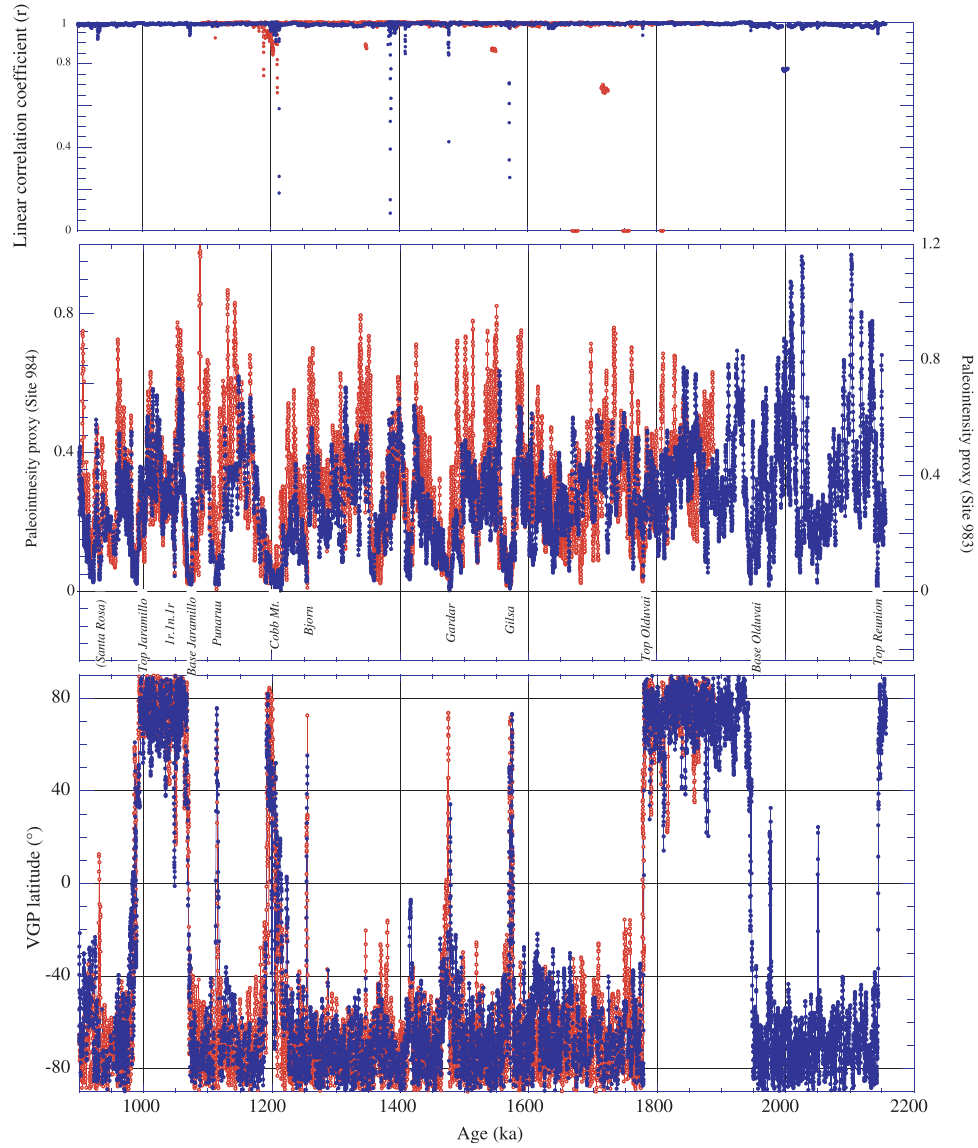 Linear correlation coefficient (r)
1
0.8
0.4
0
Paleointnesity proxy (Site 984)
0.8
0.4
0
1.2
0.8
0.4
0
Paleointensity proxy (Site 983)
(Santa Rosa)
Top Jaramillo
1r.1n.1r
Base Jaramillo
Punaruu
Cobb Mt.
Bjorn
Gardar
Gilsa
Top Olduvai
Base Olduvai
Top Reunion
VGP latitude (°)
80
40
0
-40
-80
1000 1200 1400 1600 1800 2000 2200
Age (ka)